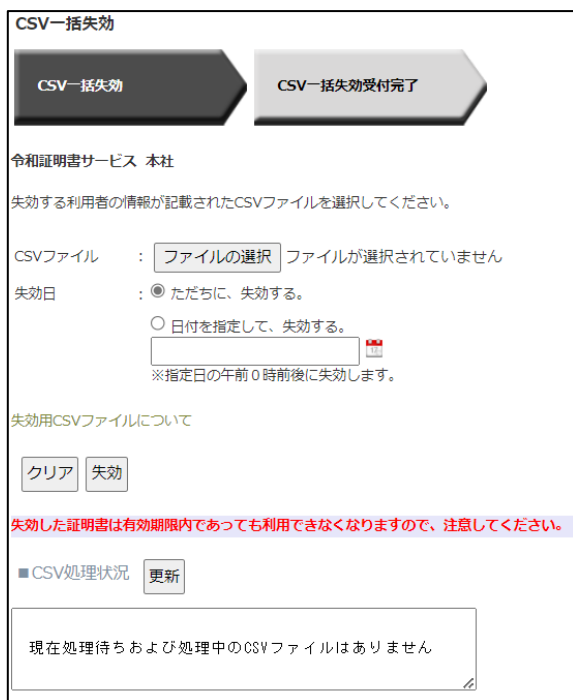 CSV一括失効
CSV一括失効 CSV一括失効受付完了
令和証明書サービス 本社
失効する利用者の情報が記載されたCSVファイルを選択してください。
CSVファイル : ファイルの選択 ファイルが選択されていません
失効日 : ただちに、失効する。
日付を指定して、失効する。
※指定日の午前０時前後に失効します。
失効用CSVファイルについて
クリア 失効
失効した証明書は有効期限内であっても利用できなくなりますので、注意してください。
■CSV処理状況 更新
現在処理待ちおよび処理中のCSVファイルはありません